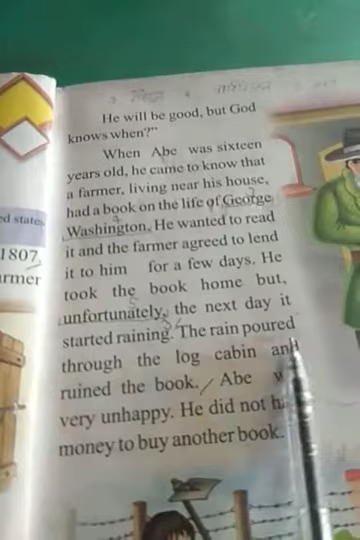 He will be good, but God
knows when?"
When Abe was sixteen
years old, he came to know that
a farmer, living near his house,
had a book on the life of George
Washington. He wanted to read
it and the farmer agreed to lend
it to him for a few days. He
took the book home but,
unfortunately, the next day it
started raining. The rain poured
through the log cabin and
ruined the book. Abe
very unhappy. He did not
money to buy another book.
ed states
1807,
armer